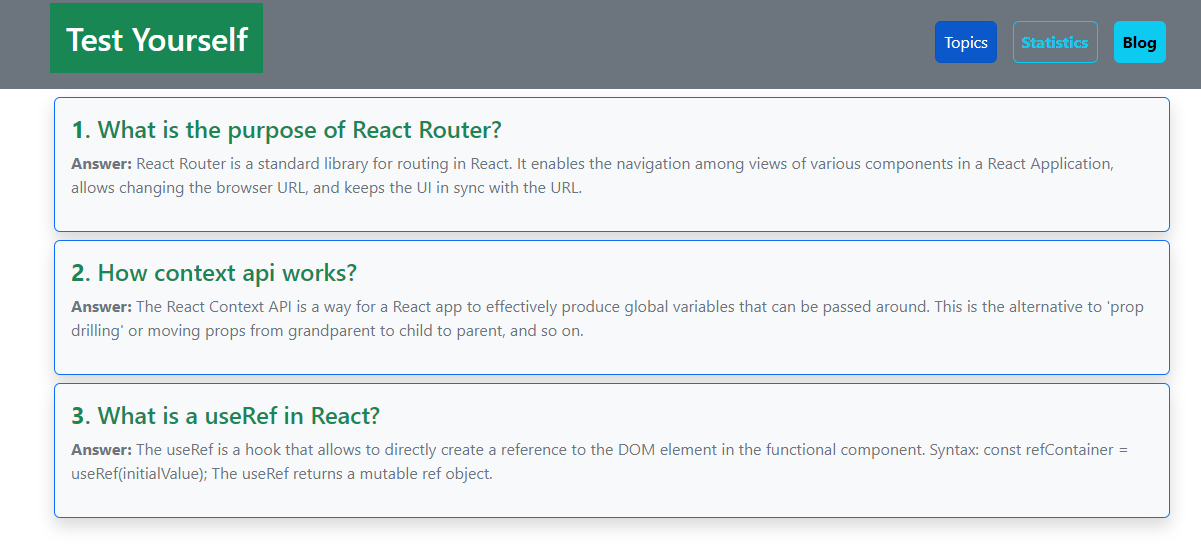 Test Yourself
Topics
Statistics
Blog
1. What is the purpose of React Router?
Answer: React Router is a standard library for routing in React. It enables the navigation among views of various components in a React Application,
allows changing the browser URL, and keeps the UI in sync with the URL.
2. How context api works?
Answer: The React Context API is a way for a React app to effectively produce global variables that can be passed around. This is the alternative to 'prop
drilling' or moving props from grandparent to child to parent, and so on.
3. What is a useRef in React?
Answer: The useRef is a hook that allows to directly create a reference to the DOM element in the functional component. Syntax: const refContainer =
useRef(initialValue); The useRef returns a mutable ref object.